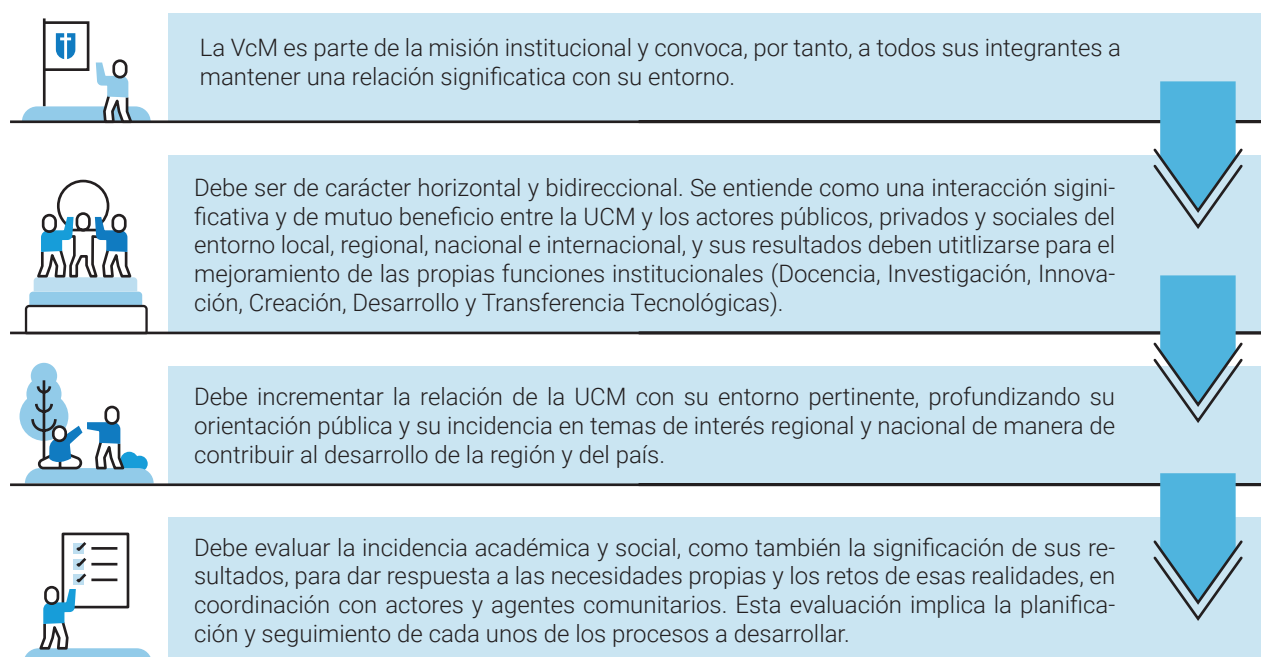 La VcM es parte de la misión institucional y convoca, por tanto, a todos sus integrantes a
mantener una relación significatica con su entorno.
Debe ser de carácter horizontal y bidireccional. Se entiende como una interacción sigini-
ficativa y de mutuo beneficio entre la UCM y los actores públicos, privados y sociales del
entorno local, regional, nacional e internacional, y sus resultados deben utitlizarse para el
mejoramiento de las propias funciones institucionales (Docencia, Investigación, Innova-
ción, Creación, Desarrollo y Transferencia Tecnológicas).
Debe incrementar la relación de la UCM con su entorno pertinente, profundizando su
orientación pública y su incidencia en temas de interés regional y nacional de manera de
contribuir al desarrollo de la región y del país.
Debe evaluar la incidencia académica y social, como también la significación de sus re-
sultados, para dar respuesta a las necesidades propias y los retos de esas realidades, en
coordinación con actores y agentes comunitarios. Esta evaluación implica la planifica-
ción y seguimiento de cada unos de los procesos a desarrollar.